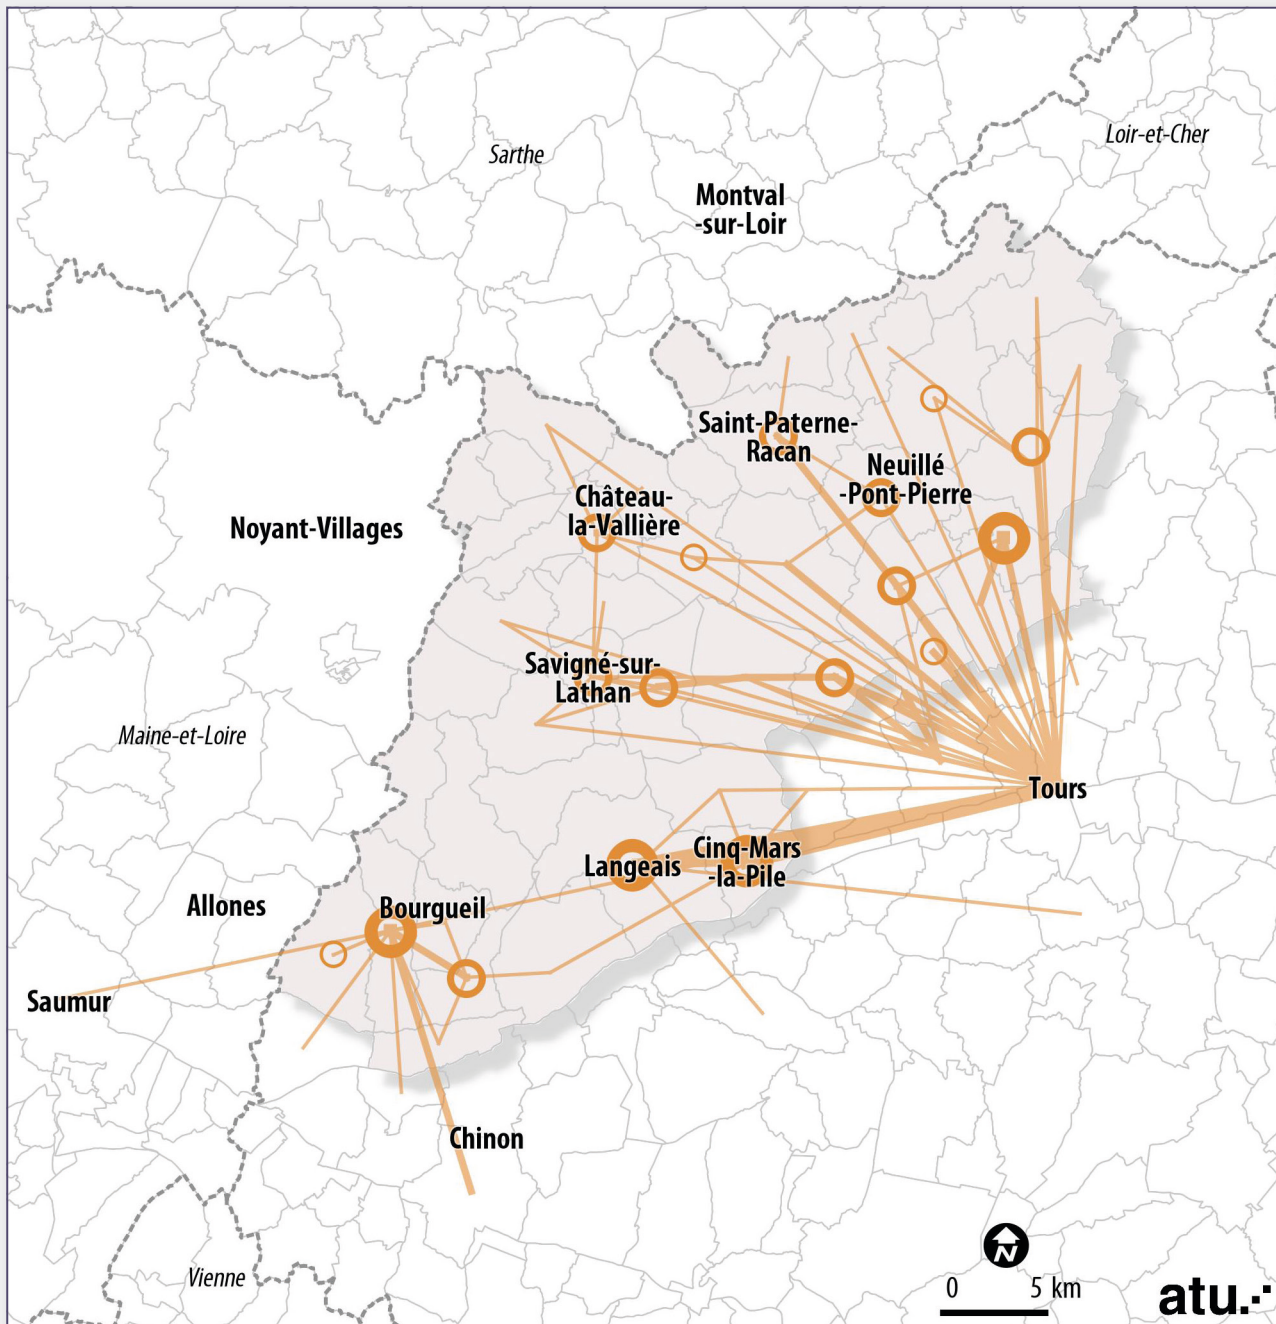 Sarthe
Loir-et-Cher
Montval
-sur-Loir
Saint-Paterne-
Racan
Neuillé
-Pont-Pierre
Château-
la-Vallière
Noyant-Villages
Savigné-sur-
Lathan
Maine-et-Loire
Tours
Cinq-Mars
-la-Pile
Langeais
Allones
Bourgueil
Saumur
Chinon
Vienne
N
0 5 km
atu.